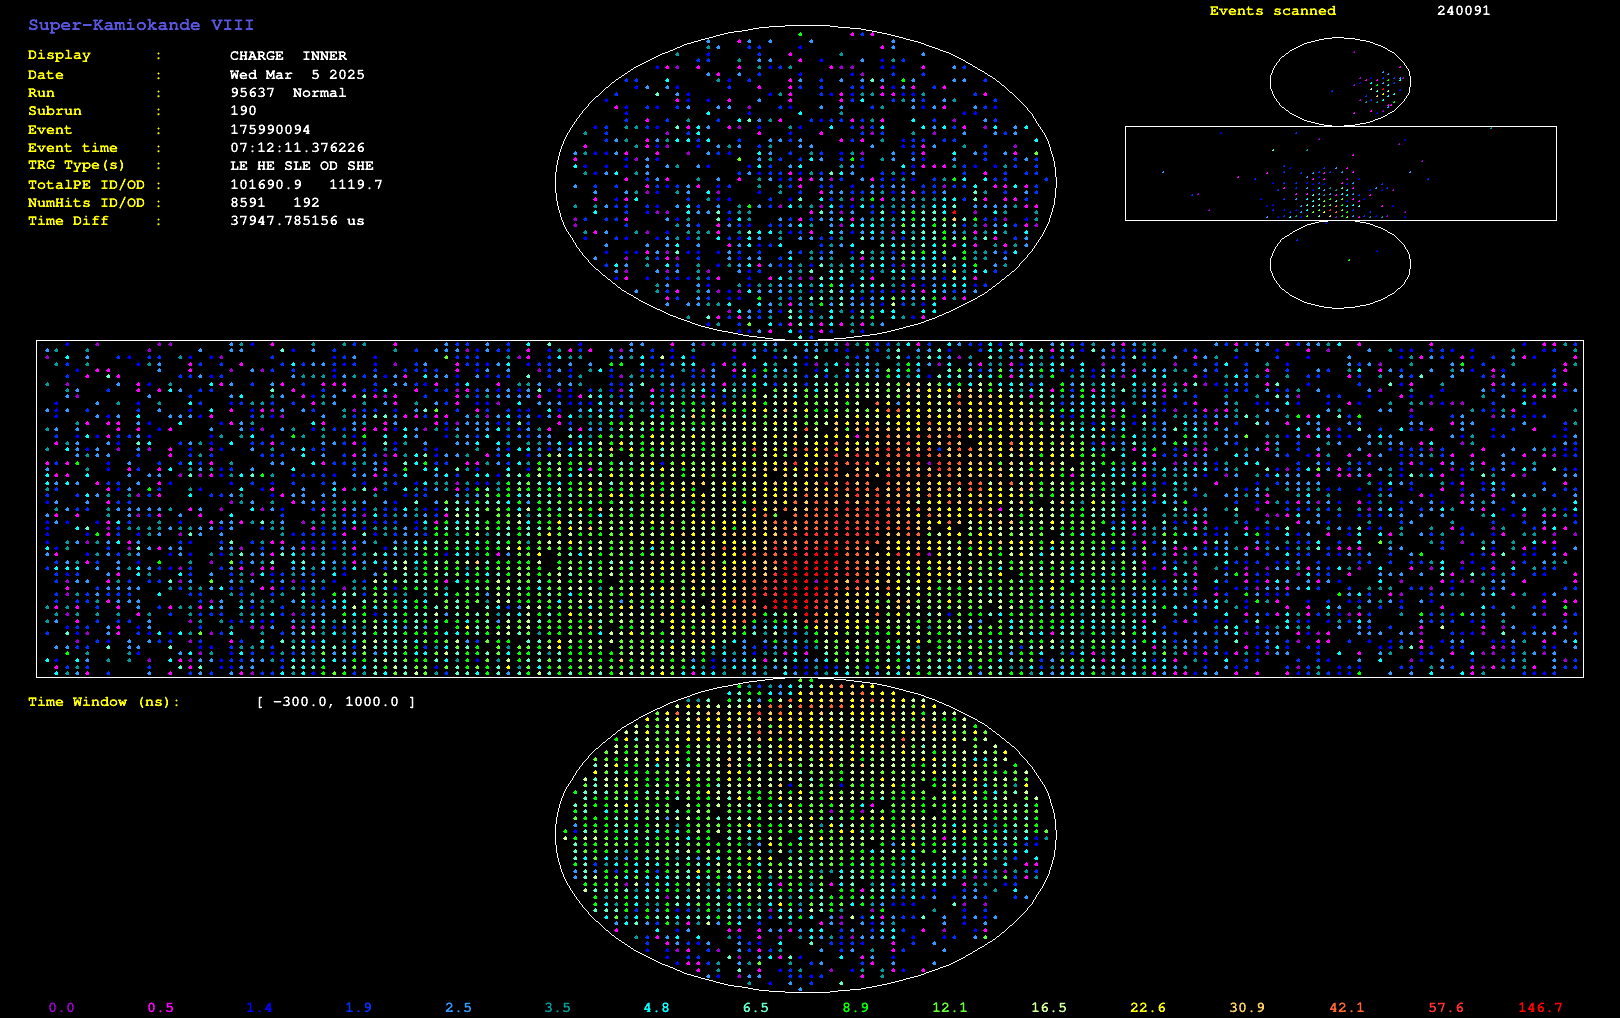 Super-Kamiokande VIII
Events scanned 240091
Display : CHARGE INNER
Date : Wed Mar 5 2025
Run : 95637 Normal
Subrun : 190
Event : 175990094
Event time : 07:12:11.376226
TRG Type(s) : LE HE SLE OD SHE
TotalPE ID/OD : 101690.9 1119.7
NumHits ID/OD : 8591 192
Time Diff : 37947.785156 us
Time Window (ns): [ -300.0, 1000.0 ]
0.0 0.5 1.4 1.9 2.5 3.5 4.8 6.5 8.9 12.1 16.5 22.6 30.9 42.1 57.6 146.7